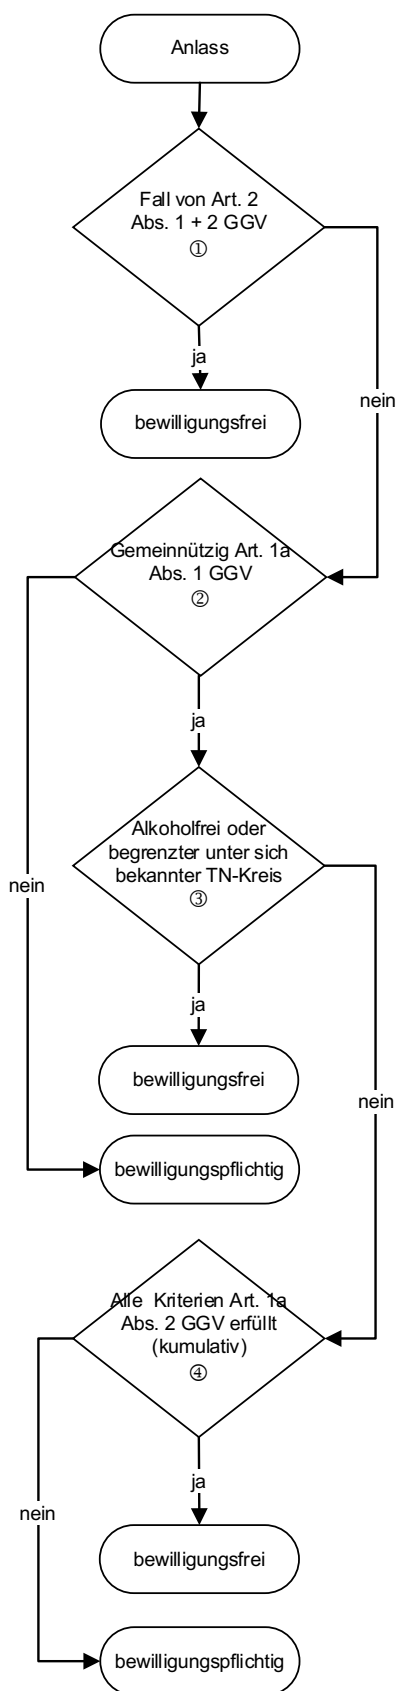 Anlass
Fall von Art. 2
Abs. 1 + 2 GGV
①
ja
nein
bewilligungsfrei
Gemeinnützig Art. 1a
Abs. 1 GGV
②
ja
Alkoholfrei oder
begrenzter unter sich
bekannter TN-Kreis
③
nein
ja
bewilligungsfrei
nein
bewilligungspflichtig
Alle Kriterien Art. 1a
Abs. 2 GGV erfüllt
(kumulativ)
④
ja
nein
bewilligungsfrei
bewilligungspflichtig